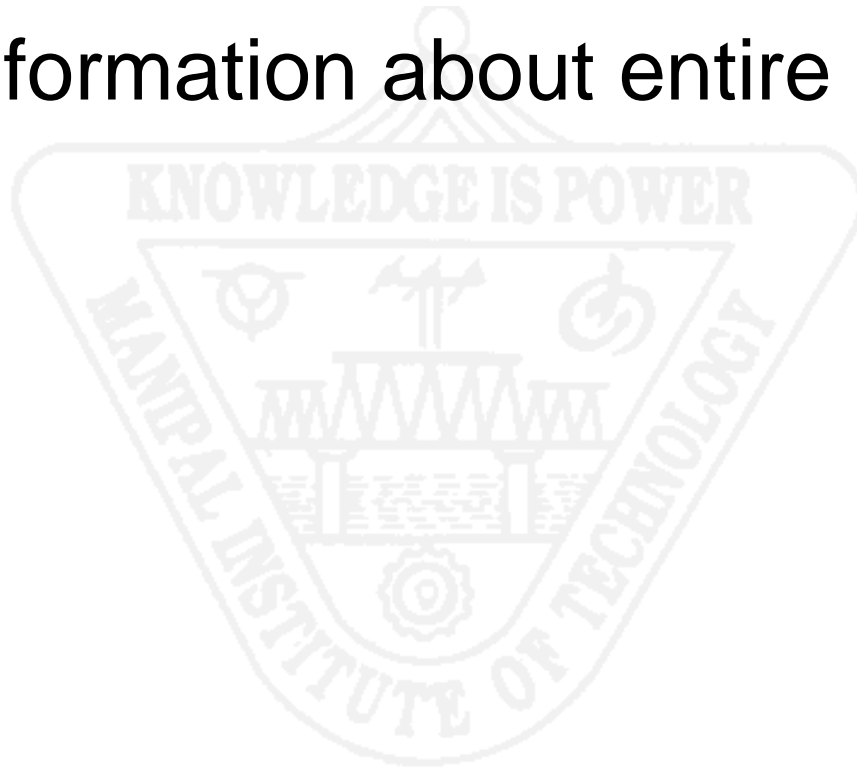 formation about entire
KNOWLEDGE IS POWER
MANIPAL INSTITUTE OF TECHNOLOGY